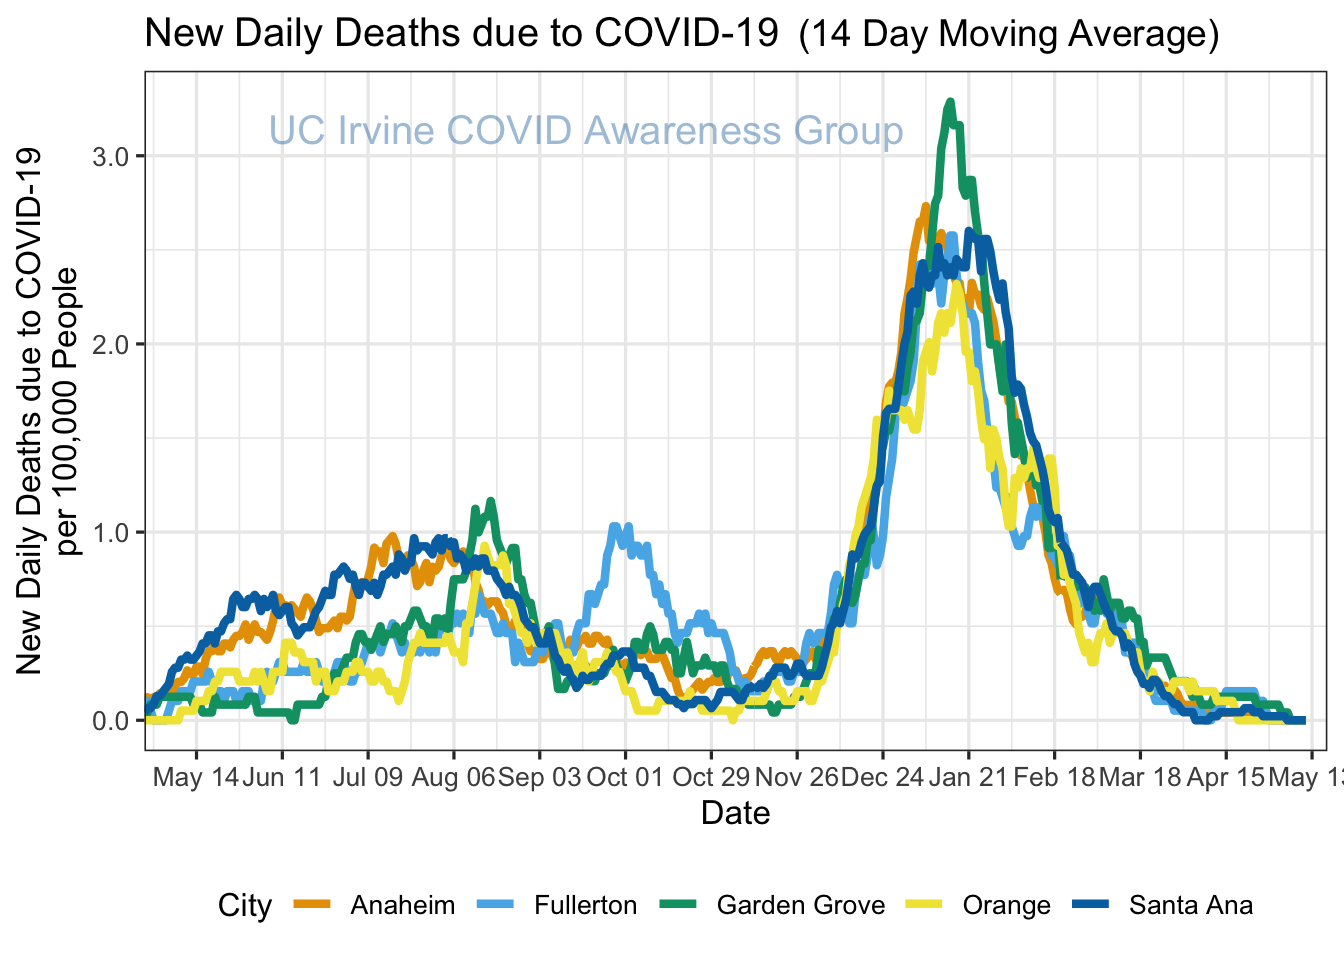 New Daily Deaths due to COVID-19 (14 Day Moving Average)
UC Irvine COVID Awareness Group
New Daily Deaths due to COVID-19
per 100,000 People
3.0
2.0
1.0
0.0
May 14 Jun 11 Jul 09 Aug 06 Sep 03 Oct 01 Oct 29 Nov 26 Dec 24 Jan 21 Feb 18 Mar 18 Apr 15 May 13
Date
City Anaheim Fullerton Garden Grove Orange Santa Ana